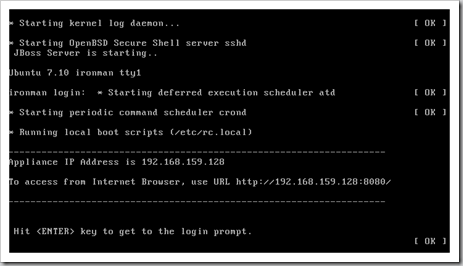 * Starting kernel log daemon... [ OK ]
* Starting OpenBSD Secure Shell server sshd [ OK ]
JBoss Server is starting..
Ubuntu 7.10 ironman tty1
ironman login:  * Starting deferred execution scheduler atd [ OK ]
* Starting periodic command scheduler crond [ OK ]
* Running local boot scripts (/etc/rc.local)
--------------------------------------------------------------------
Appliance IP Address is 192.168.159.128
To access from Internet Browser, use URL http://192.168.159.128:8080/
--------------------------------------------------------------------
Hit <ENTER> key to get to the login prompt.
[ OK ]